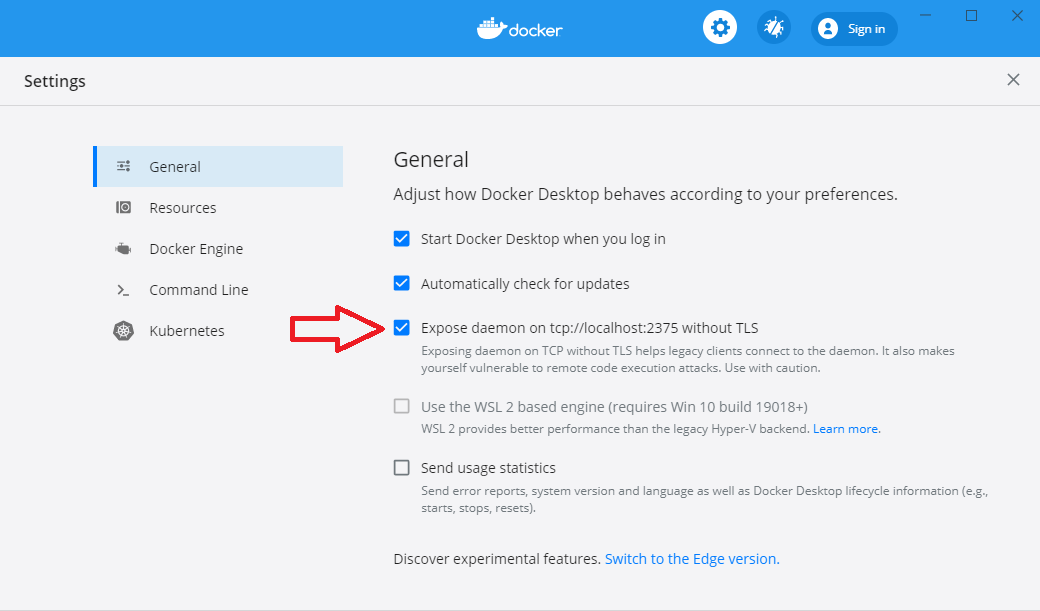 docker
Sign in
Settings
General
Resources
Docker Engine
Command Line
Kubernetes
General
Adjust how Docker Desktop behaves according to your preferences.
Start Docker Desktop when you log in
Automatically check for updates
Expose daemon on tcp://localhost:2375 without TLS
Exposing daemon on TCP without TLS helps legacy clients connect to the daemon. It also makes
yourself vulnerable to remote code execution attacks. Use with caution.
Use the WSL 2 based engine (requires Win 10 build 19018+)
WSL 2 provides better performance than the legacy Hyper-V backend. Learn more.
Send usage statistics
Send error reports, system version and language as well as Docker Desktop lifecycle information (e.g.,
starts, stops, resets).
Discover experimental features. Switch to the Edge version.